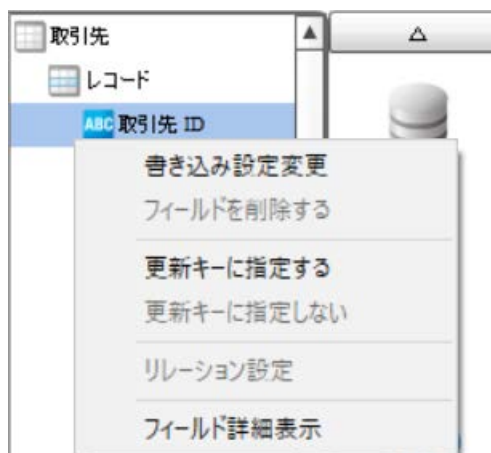 取引先
レコード
ABC 取引先 ID
書き込み設定変更
フィールドを削除する
更新キーに指定する
更新キーに指定しない
リレーション設定
フィールド詳細表示